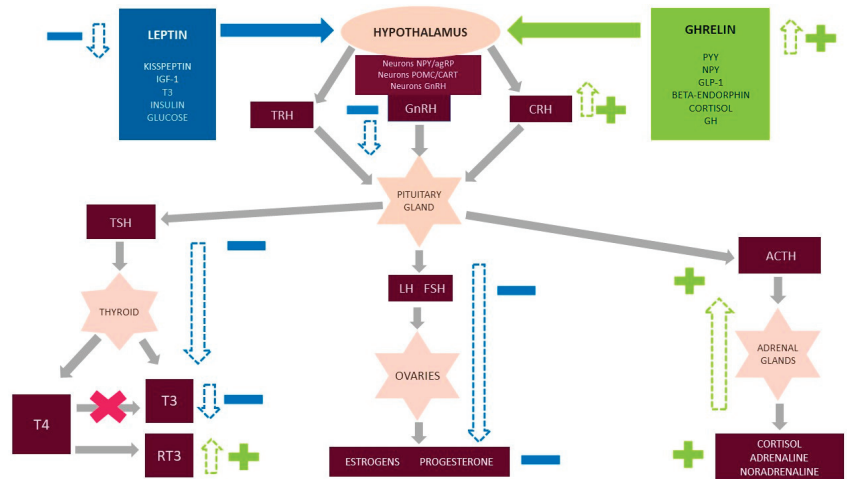 LEPTIN
KISSPEPTIN
IGF-1
T3
INSULIN
GLUCOSE
HYPOTHALAMUS
Neurons NPY/agRP
Neurons POMC/CART
Neurons GnRH
GHRELIN
PYY
NPY
GLP-1
BETA-ENDORPHIN
CORTISOL
GH
TRH
GnRH
CRH
PITUITARY
GLAND
TSH
LH FSH
ACTH
THYROID
OVARIES
ADRENAL
GLANDS
T4
T3
RT3
ESTROGENS PROGESTERONE
CORTISOL
ADRENALINE
NORADRENALINE